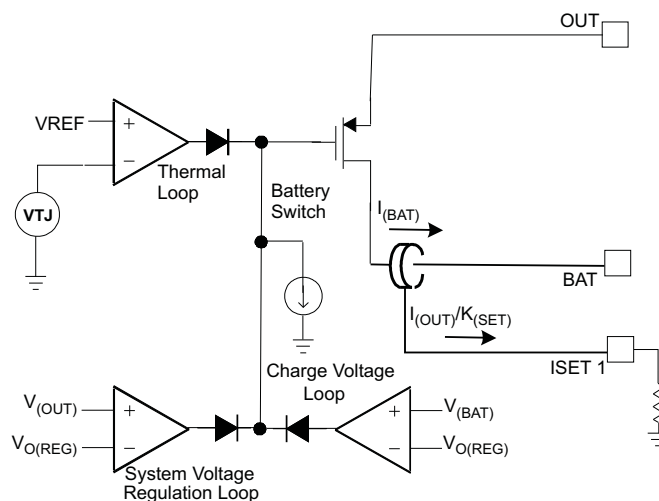 OUT
VREF
+
−
Thermal
Loop
VTJ
Battery
Switch
I(BAT)
BAT
I(OUT)/K(SET)
ISET 1
Charge Voltage
Loop
V(OUT)
+
VO(REG)
−
System Voltage
Regulation Loop
+
V(BAT)
−
VO(REG)